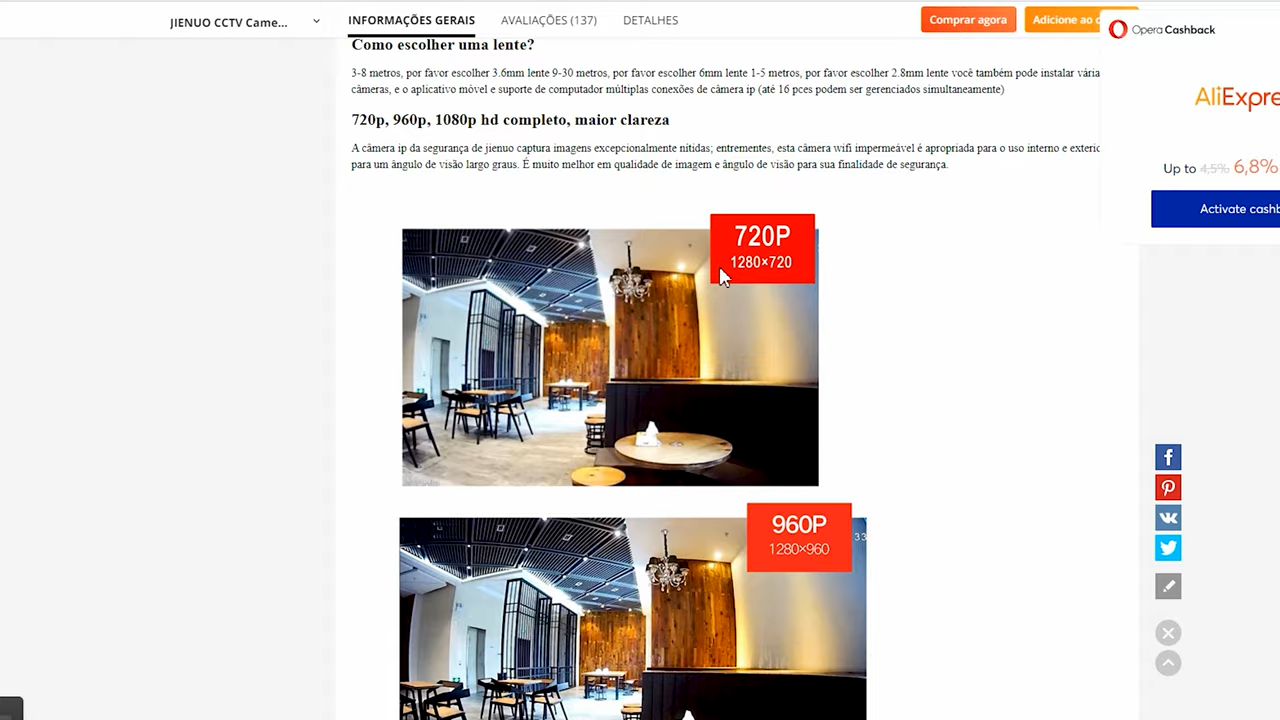 JIENUO CCTV Came...
INFORMAÇÕES GERAIS
AVALIAÇÕES (137)
DETALHES
Comprar agora
Adicione ao c
Opera Cashback
Como escolher uma lente?
3-8 metros, por favor escolher 3.6mm lente 9-30 metros, por favor escolher 6mm lente 1-5 metros, por favor escolher 2.8mm lente você também pode instalar vária
câmeras, e o aplicativo móvel e suporte de computador múltiplas conexões de câmera ip (até 16 pces podem ser gerenciados simultaneamente)
AliExpre
720p, 960p, 1080p hd completo, maior clareza
A câmera ip da segurança de jienuo captura imagens excepcionalmente nítidas; entrementes, esta câmera wifi impermeável é apropriada para o uso interno e exterio
para um ângulo de visão largo graus. É muito melhor em qualidade de imagem e ângulo de visão para sua finalidade de segurança.
Up to 4,5% 6,8%
Activate cashb
720P
1280×720
960P
1280×960
33